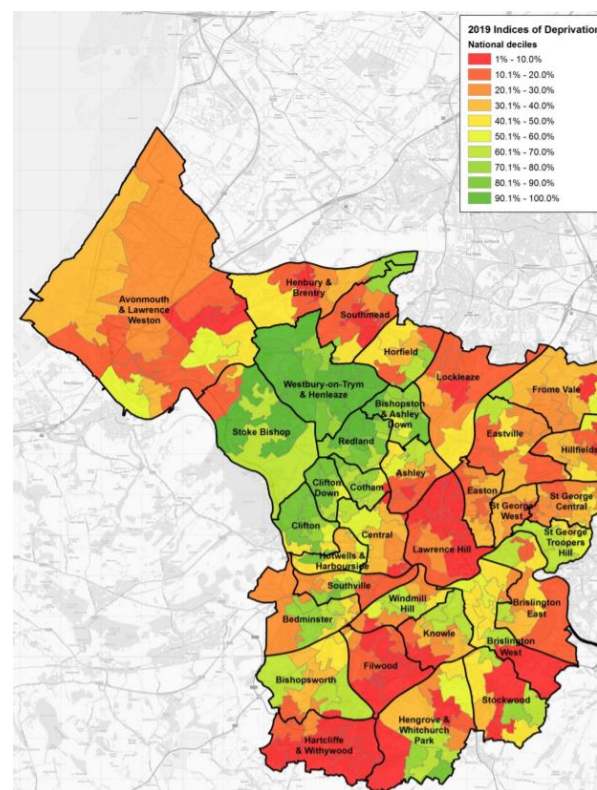 2019 Indices of Deprivation
National deciles
1% - 10.0%
10.1% - 20.0%
20.1% - 30.0%
30.1% - 40.0%
40.1% - 50.0%
50.1% - 60.0%
60.1% - 70.0%
70.1% - 80.0%
80.1% - 90.0%
90.1% - 100.0%
Avonmouth
& Lawrence
Weston
Henbury &
Brentry
Southmead
Horfield
Lockleaze
Frome Vale
Westbury-on-Trym
& Henleaze
Bishopston
& Ashley
Down
Stoke Bishop
Redland
Eastville
Hillfields
Ashley
Clifton
Down
Cotham
Easton
St George
West
St George
Central
St George
Troopers
Hill
Clifton
Central
Lawrence Hill
Hotwells &
Harbourside
Southville
Windmill
Hill
Bedminster
Knowle
Brislington
East
Brislington
West
Filwood
Bishopsworth
Stockwood
Hengrove &
Whitchurch
Park
Hartcliffe
& Withywood